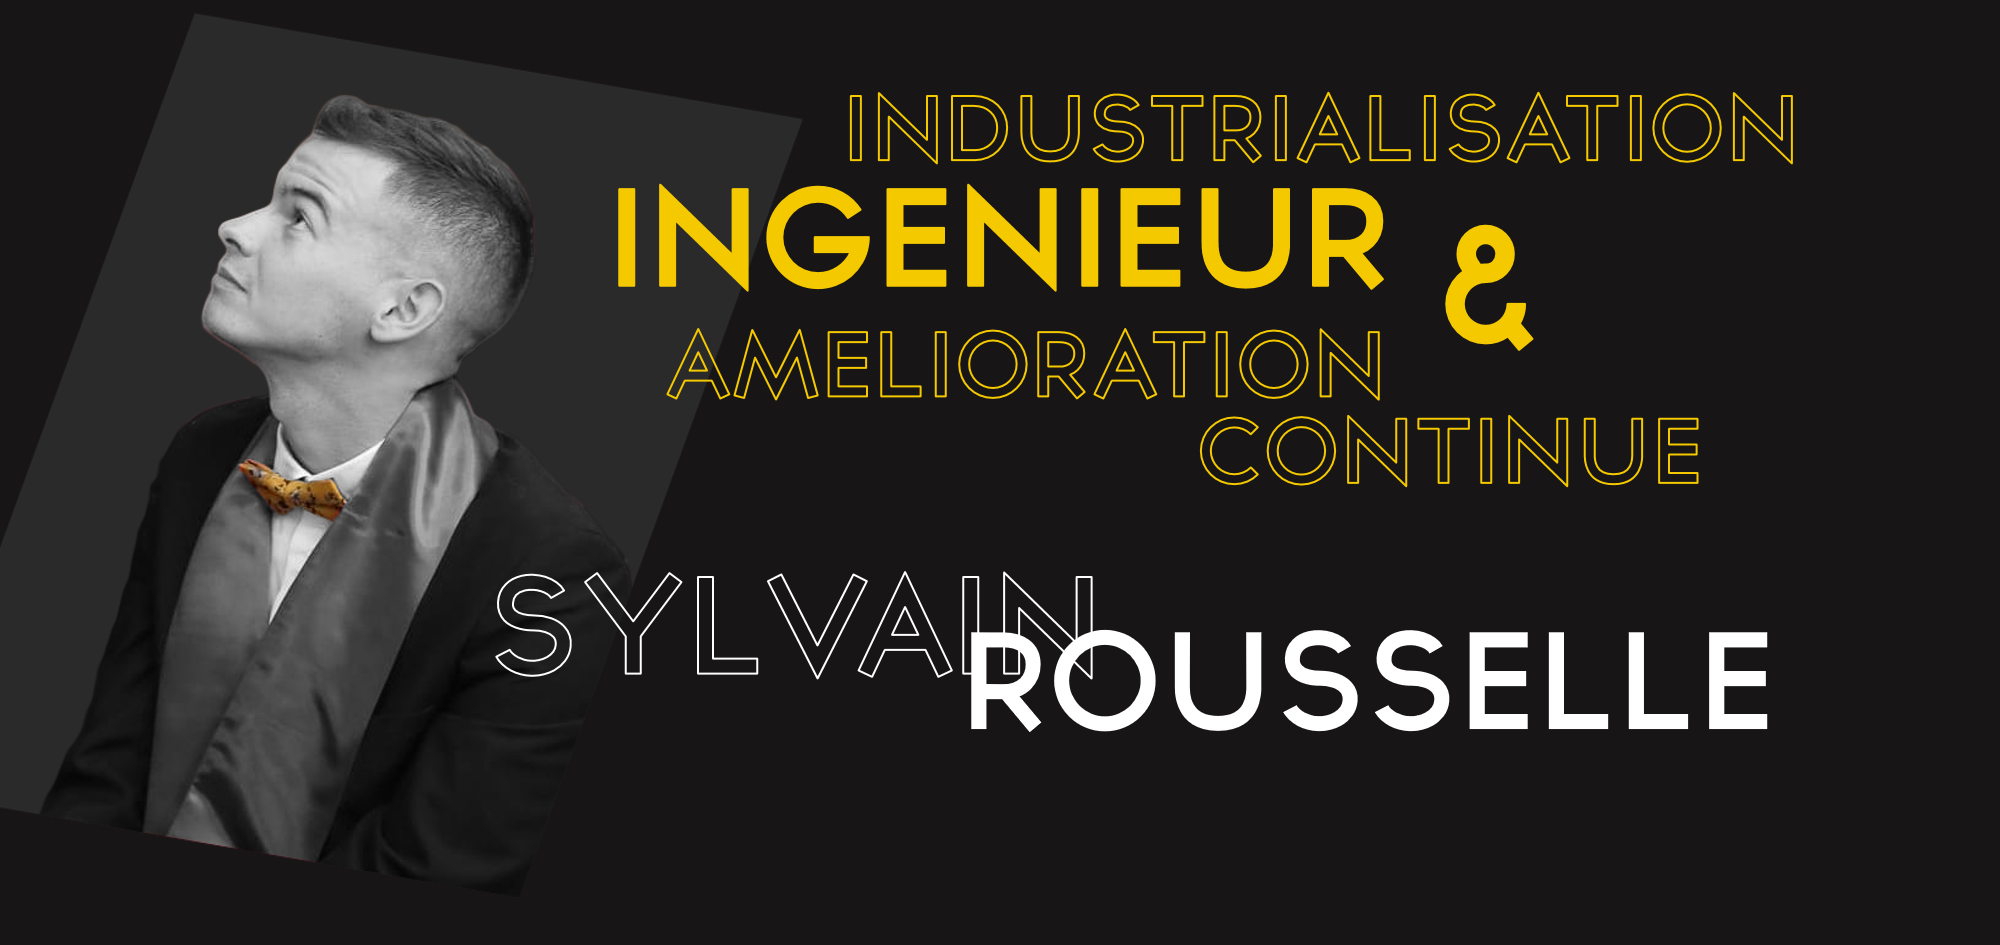 INDUSTRIALISATION
INGENIEUR &
AMELIORATION
CONTINUE
SYLVAIN
ROUSSELLE